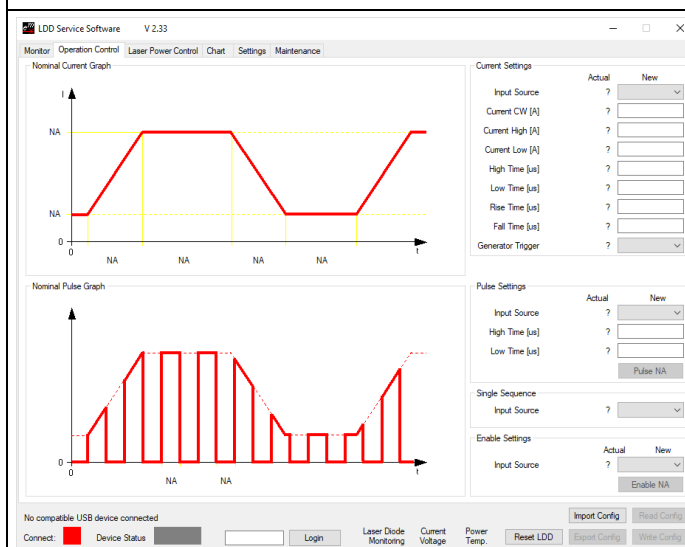 LDD Service Software V 2.33
Monitor Operation Control Laser Power Control Chart Settings Maintenance
Nominal Current Graph
I
NA
NA
0
0
t
NA NA NA NA
Current Settings
Actual New
Input Source ?
Current CW [A] ?
Current High [A] ?
Current Low [A] ?
High Time [us] ?
Low Time [us] ?
Rise Time [us] ?
Fall Time [us] ?
Generator Trigger ?
Nominal Pulse Graph
0
0
t
NA NA
Pulse Settings
Actual New
Input Source ?
High Time [us] ?
Low Time [us] ?
Pulse NA
Single Sequence
Input Source ?
Enable Settings
Actual New
Input Source ?
Enable NA
No compatible USB device connected
Import Config Read Config
Connect: Device Status Login
Laser Diode Monitoring
Current Voltage
Power Temp.
Reset LDD Export Config Write Config